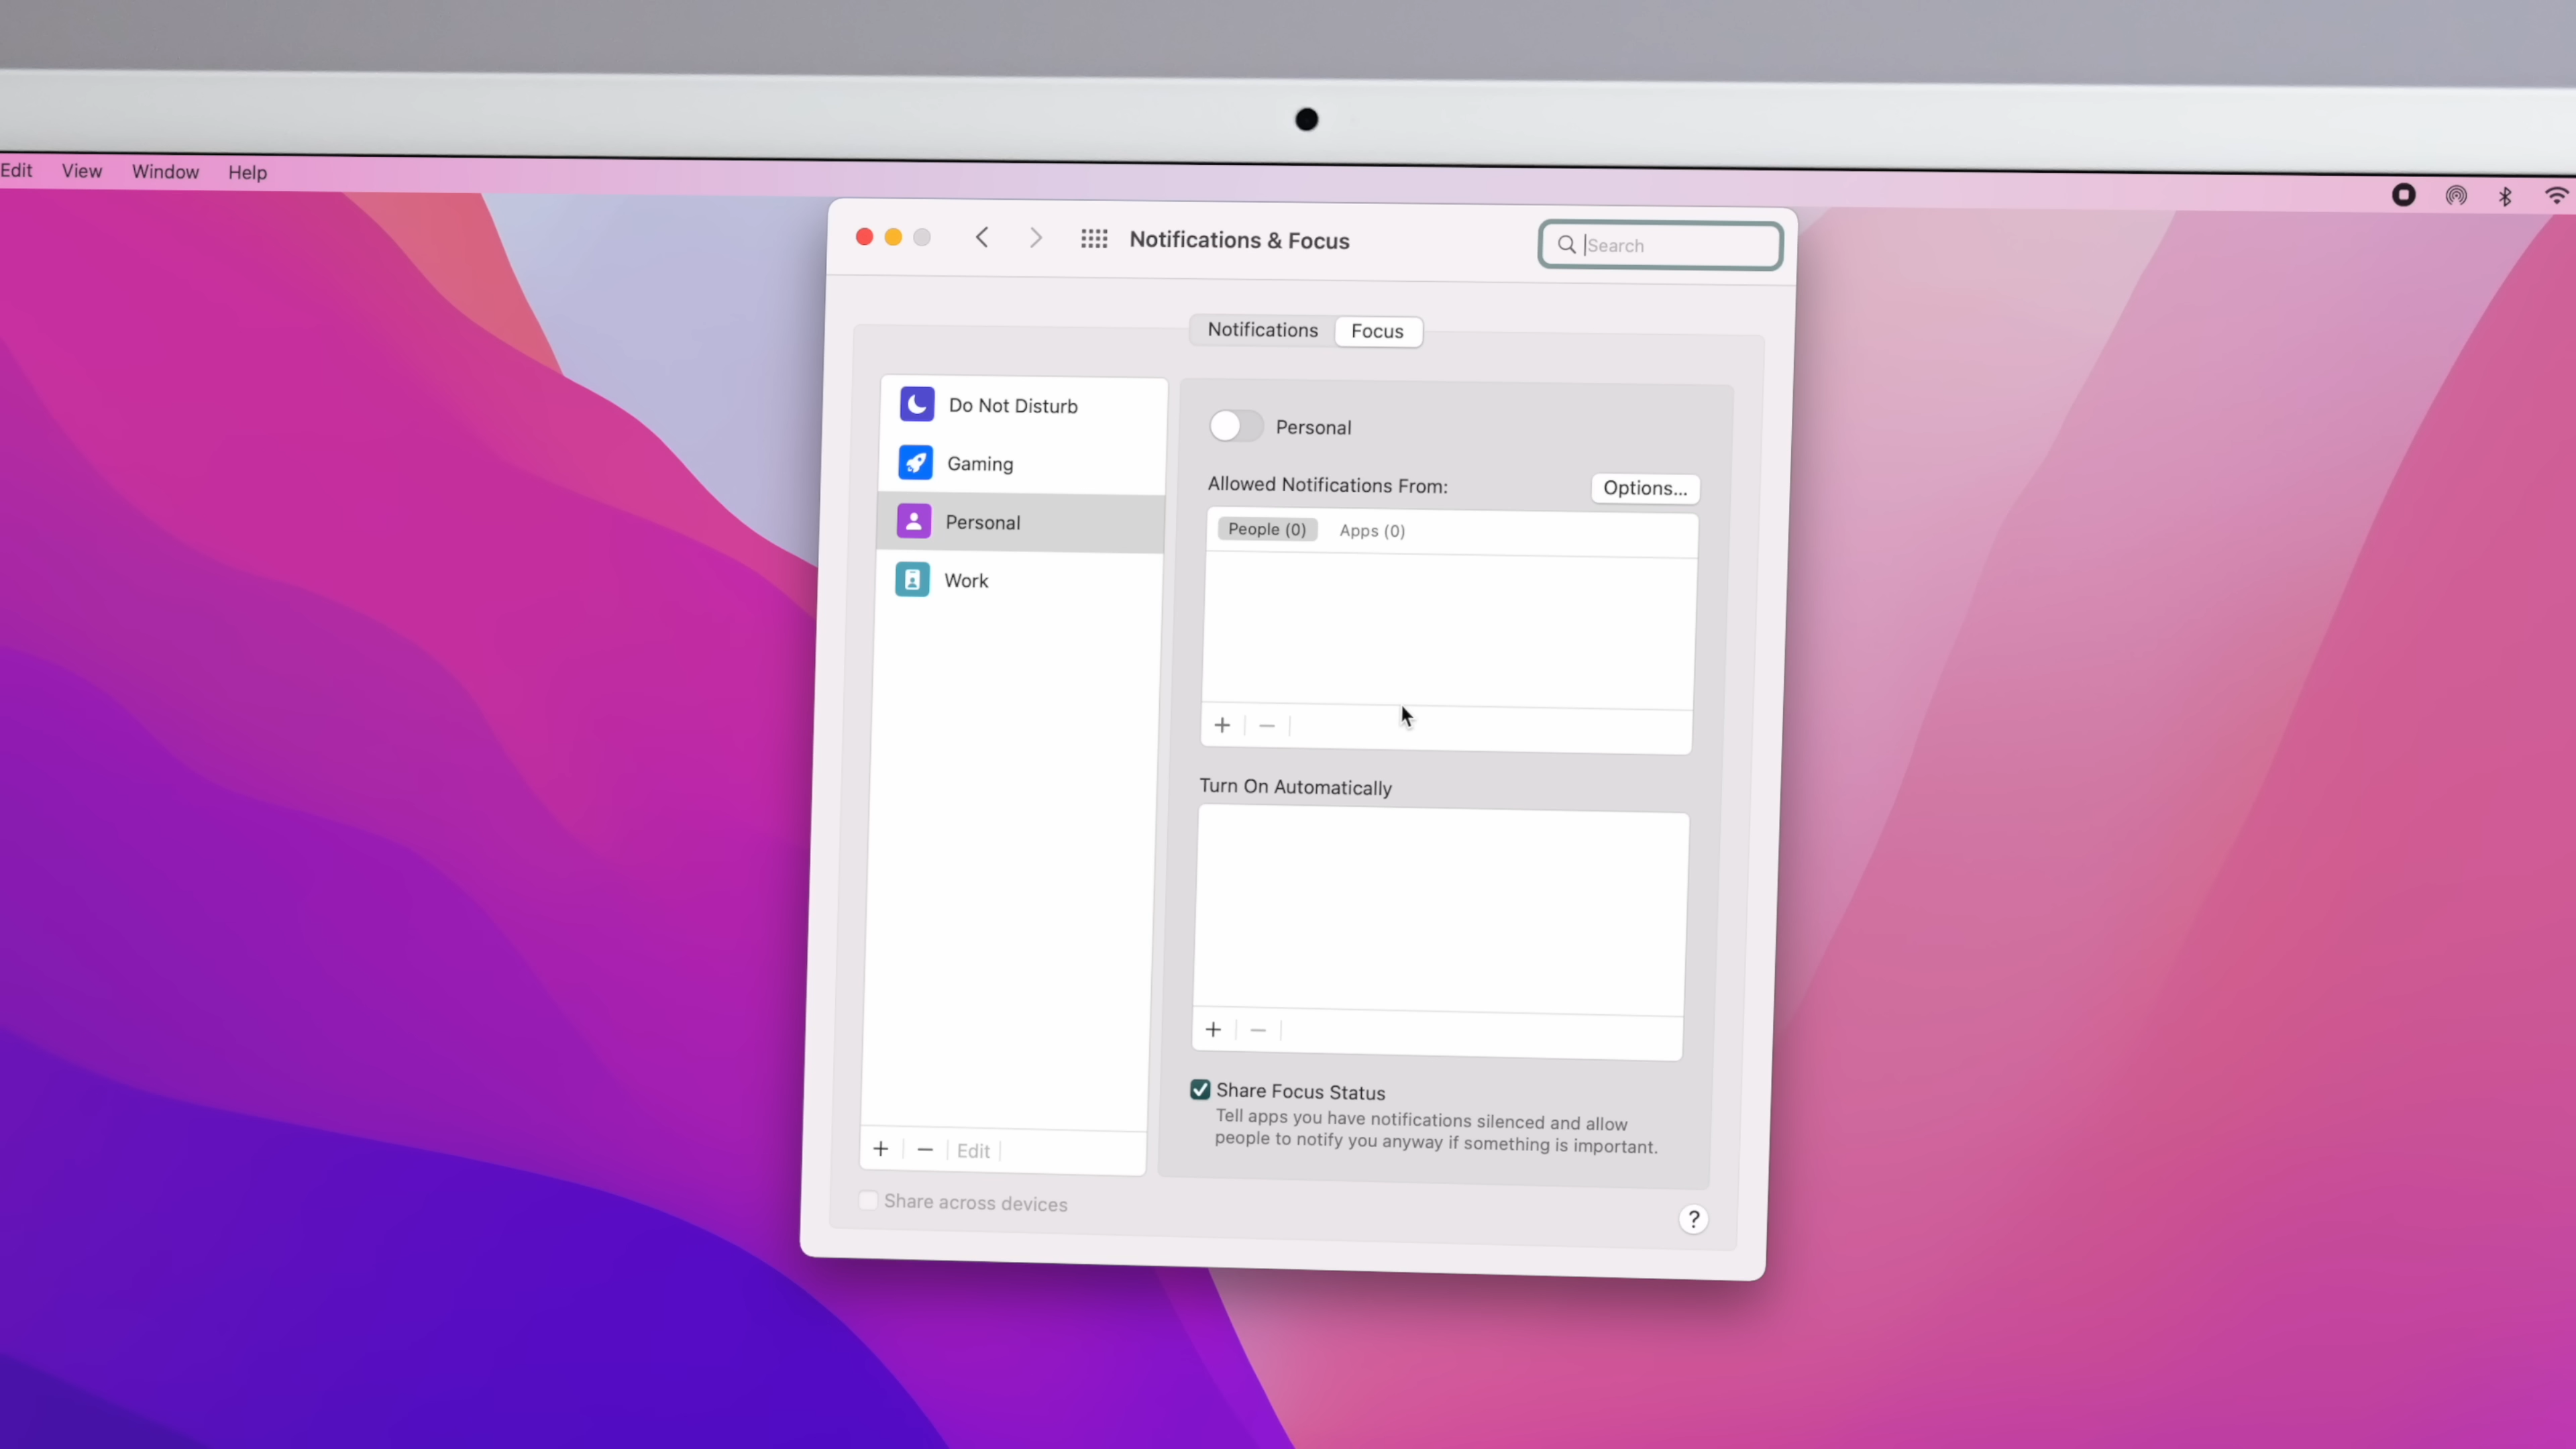 Edit View Window Help
Notifications & Focus
Search
Notifications Focus
Do Not Disturb
Gaming
Personal
Work
Edit
Share across devices
Personal
Allowed Notifications From:
Options...
People (0) Apps (0)
Turn On Automatically
Share Focus Status
Tell apps you have notifications silenced and allow
people to notify you anyway if something is important.
?